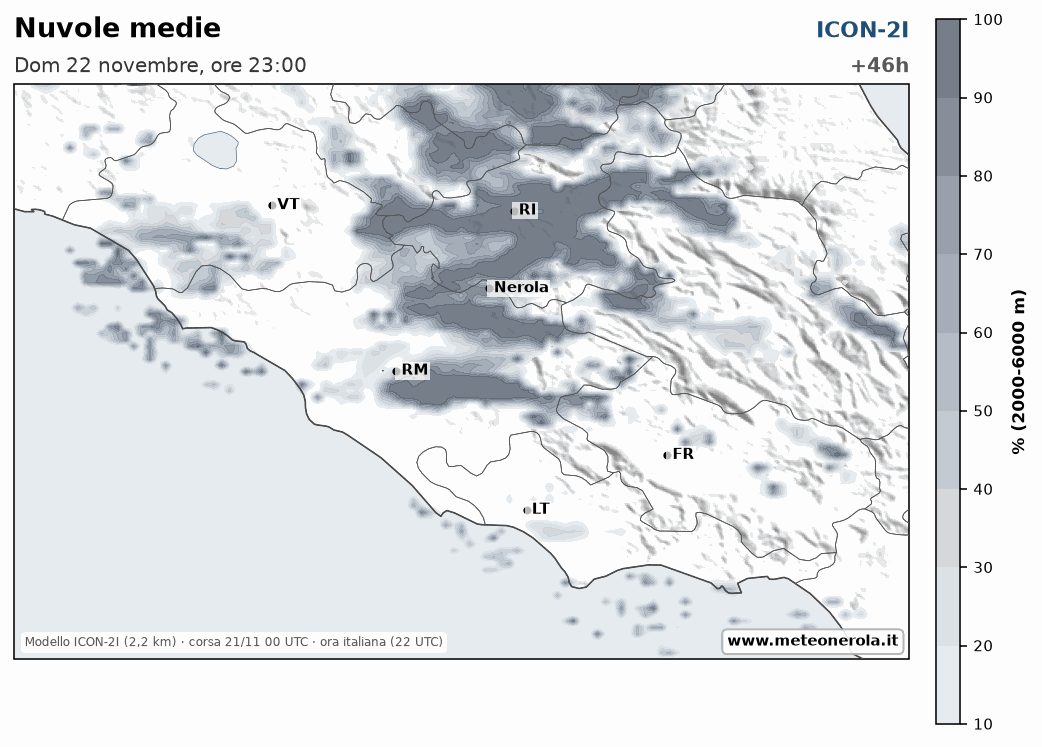 Nuvole medie
ICON-2I
Dom 22 novembre, ore 23:00
+46h
VT
RI
Nerola
RM
FR
LT
Modello ICON-2I (2,2 km) · corsa 21/11 00 UTC · ora italiana (22 UTC)
www.meteonerola.it
100
90
80
70
60
50
40
30
20
10
% (2000-6000 m)